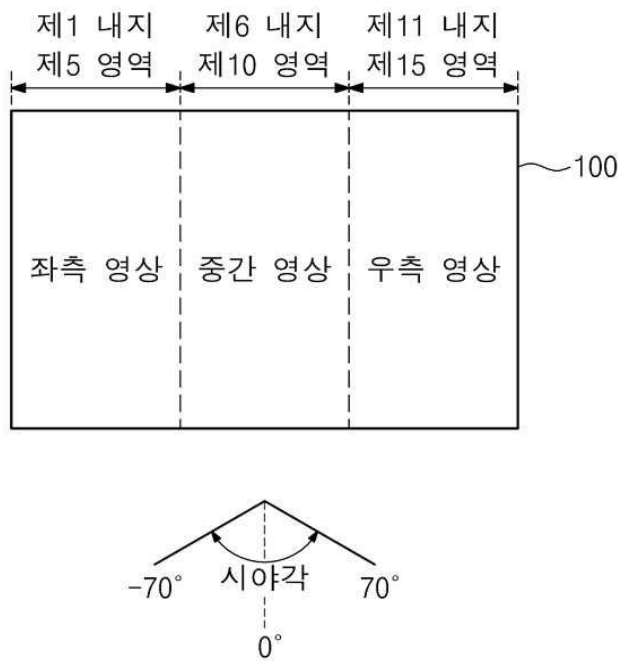 제1 내지 제6 내지 제11 내지
제5 영역 제10 영역 제15 영역
100
좌측 영상 중간 영상 우측 영상
-70° 시야각 70°
0°